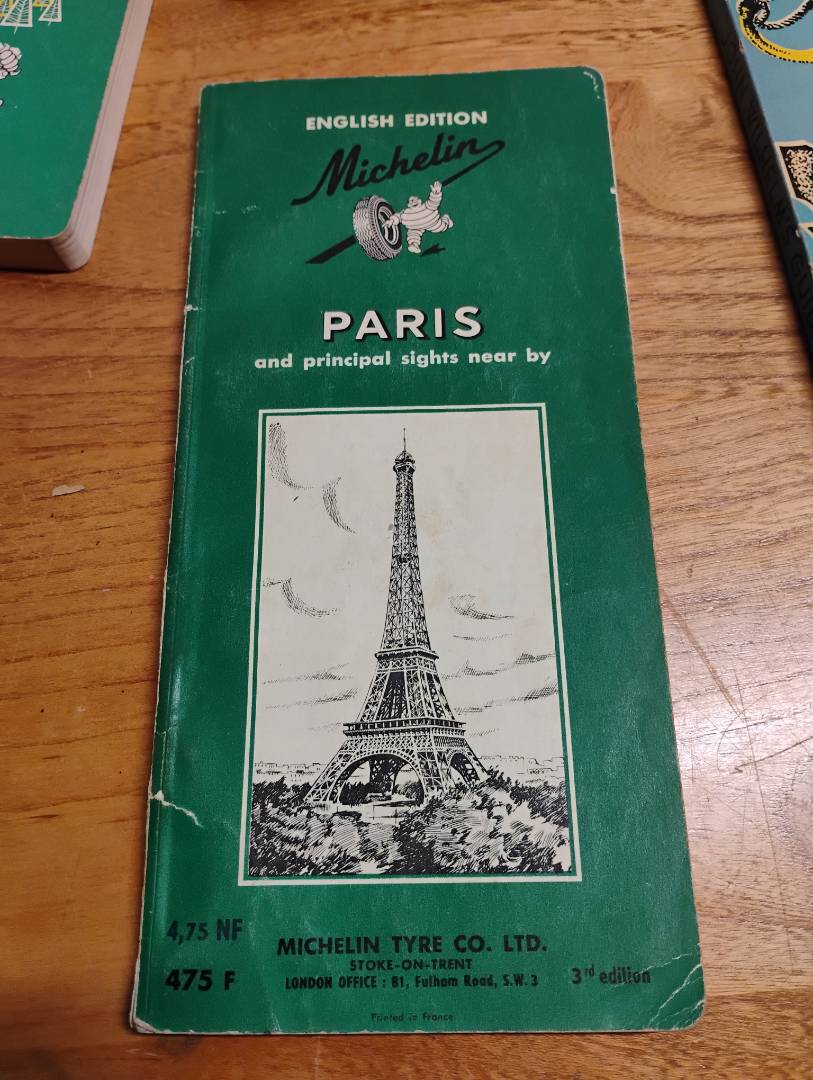 ENGLISH EDITION
Michelin
PARIS
and principal sights near by
4,75 NF
MICHELIN TYRE CO. LTD.
STOKE-ON-TRENT
475 F
LONDON OFFICE : 81, Fulham Road, S.W. 3
3rd edition
Printed in France